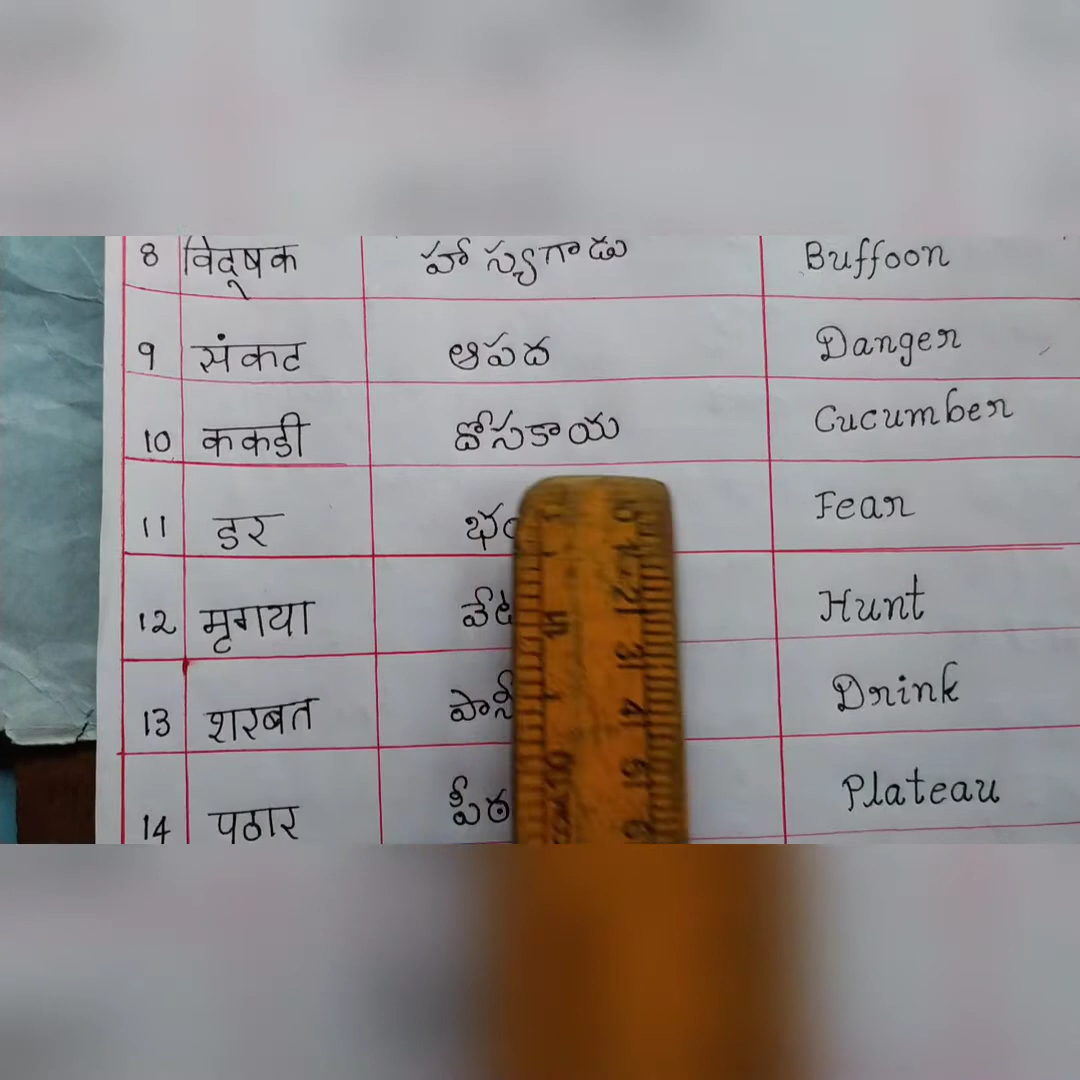 8 विदूषक హాస్యగాడు Buffoon
9 संकट ఆపద Danger
10 ककडी దోసకాయ Cucumber
11 डर Fear
12 मृगया Hunt
13 शरबत Drink
14 पठार Plateau